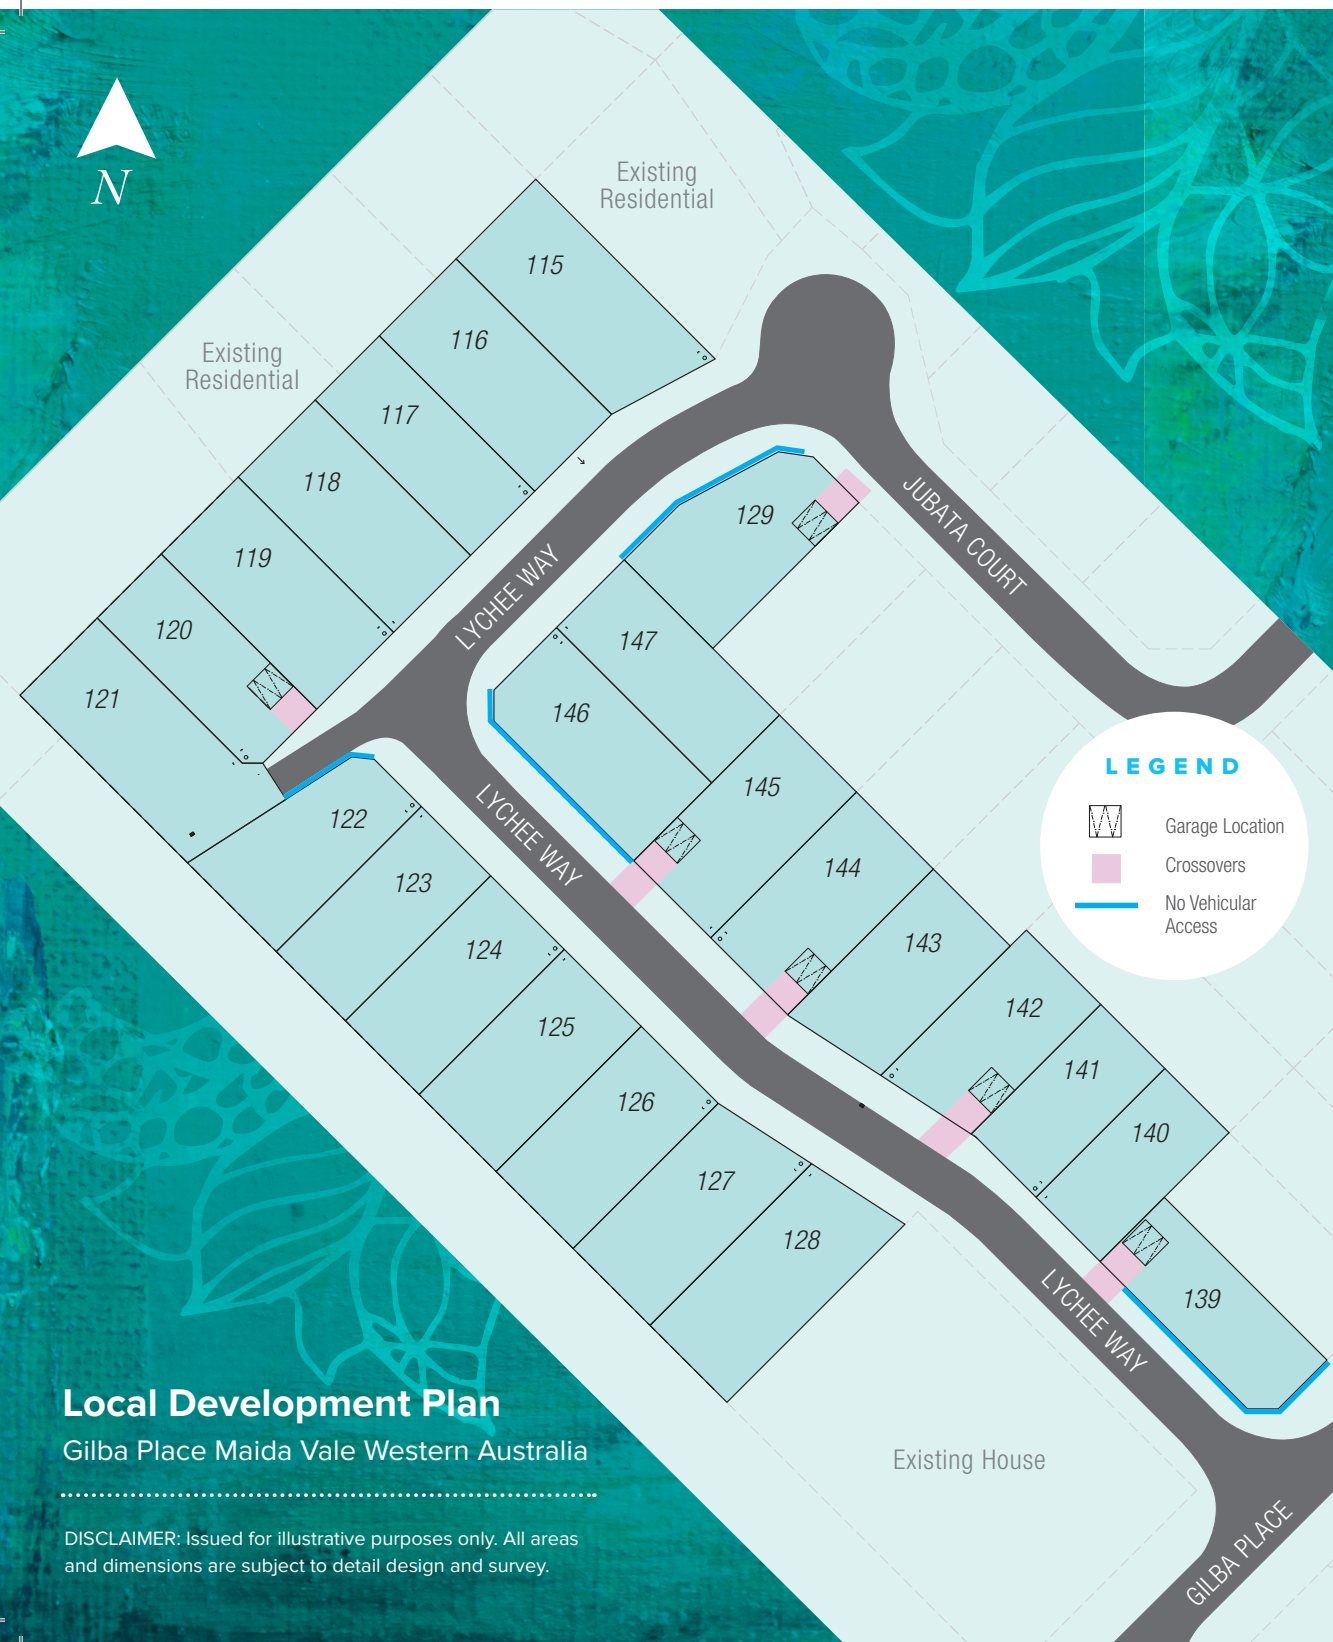 N
Existing
Residential
115
116
Existing
Residential
117
118
119
120
121
129
JUBATA COURT
LYCHEE WAY
147
146
LEGEND
Garage Location
Crossovers
No Vehicular
Access
145
144
143
142
141
140
139
LYCHEE WAY
122
123
124
125
126
127
128
LYCHEE WAY
Existing House
GILBA PLACE
Local Development Plan
Gilba Place Maida Vale Western Australia
DISCLAIMER: Issued for illustrative purposes only. All areas
and dimensions are subject to detail design and survey.